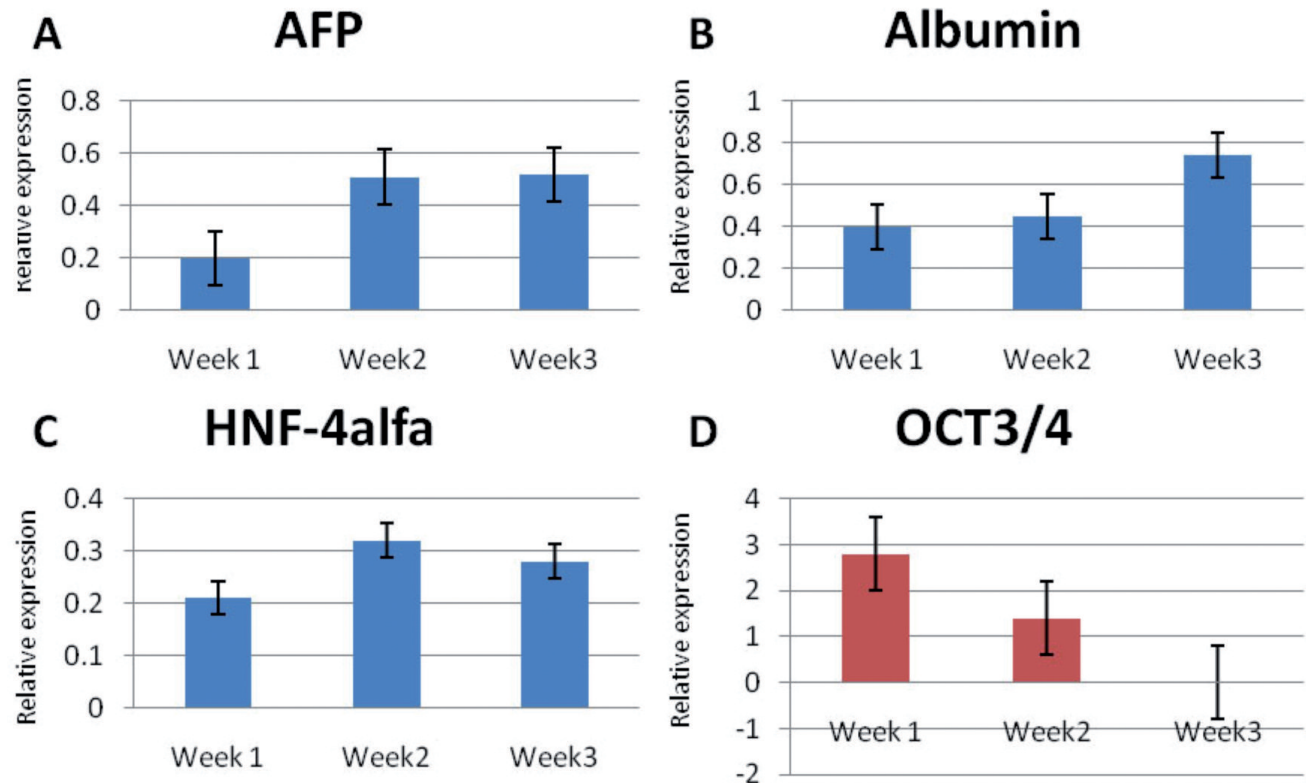 A AFP
Relative expression
0.8
0.6
0.4
0.2
0
Week 1 Week2 Week3
B Albumin
Relative expression
1
0.8
0.6
0.4
0.2
0
Week 1 Week2 Week3
C HNF-4alfa
Relative expression
0.4
0.3
0.2
0.1
0
Week 1 Week2 Week3
D OCT3/4
Relative expression
4
3
2
1
0
-1
-2
Week 1 Week2 Week3